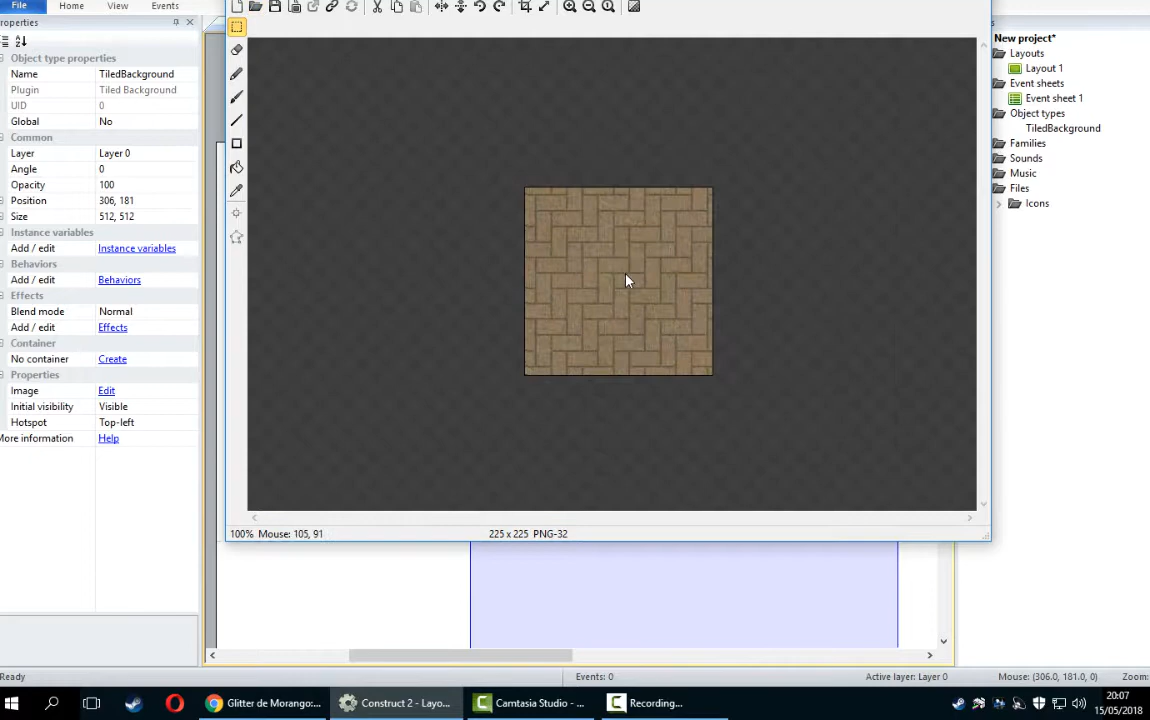 File Home View Events
roperties
Object type properties
Name TiledBackground
Plugin Tiled Background
UID 0
Global No
Common
Layer Layer 0
Angle 0
Opacity 100
Position 306, 181
Size 512, 512
Instance variables
Add / edit Instance variables
Behaviors
Add / edit Behaviors
Effects
Blend mode Normal
Add / edit Effects
Container
No container Create
Properties
Image Edit
Initial visibility Visible
Hotspot Top-left
More information Help
100% Mouse: 105, 91 225 x 225 PNG-32
New project*
Layouts
Layout 1
Event sheets
Event sheet 1
Object types
TiledBackground
Families
Sounds
Music
Files
Icons
Ready Events: 0 Active layer: Layer 0 Mouse: (306.0, 181.0, 0) Zoom:
Glitter de Morango:... Construct 2 - Layo... Camtasia Studio - ... Recording...
20:07
15/05/2018